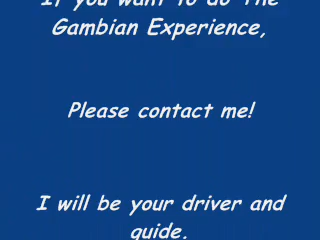 If you want to do The
Gambian Experience,
Please contact me!
I will be your driver and
guide.